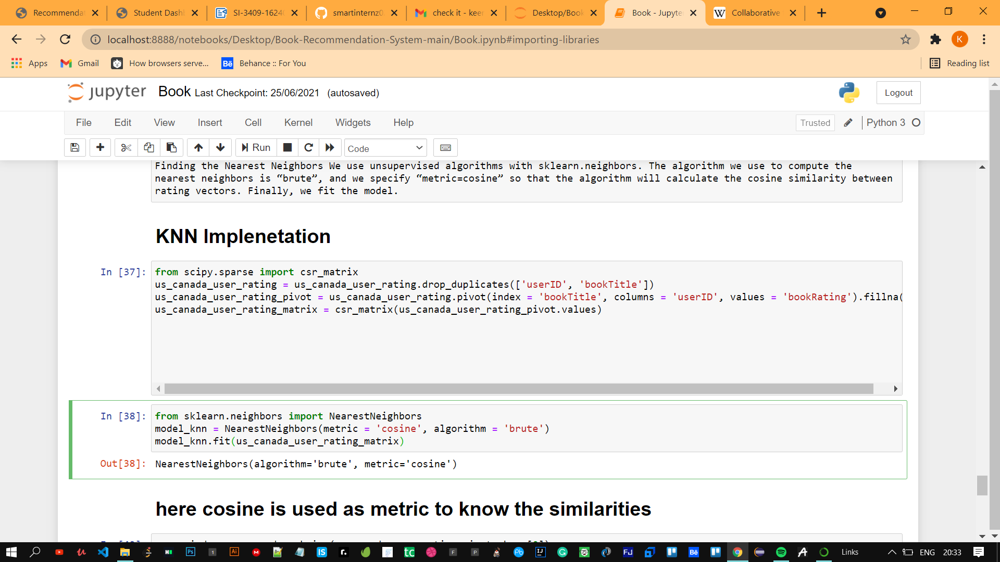 Recommendat
Student Dash
SI-3409-1624
smartinternz0
check it - keer
Desktop/Book
Book - Jupyte
W Collaborative
localhost:8888/notebooks/Desktop/Book-Recommendation-System-main/Book.ipynb#importing-libraries
K
Apps
Gmail
How browsers serve...
Bē
Behance :: For You
Reading list
jupyter
Book Last Checkpoint: 25/06/2021 (autosaved)
Logout
File Edit View Insert Cell Kernel Widgets Help
Trusted
Python 3
Run
Code
Finding the Nearest Neighbors We use unsupervised algorithms with sklearn.neighbors. The algorithm we use to compute the
nearest neighbors is “brute”, and we specify “metric=cosine” so that the algorithm will calculate the cosine similarity between
rating vectors. Finally, we fit the model.
KNN Implenetation
In [37]:
from scipy.sparse import csr_matrix
us_canada_user_rating = us_canada_user_rating.drop_duplicates(['userID', 'bookTitle'])
us_canada_user_rating_pivot = us_canada_user_rating.pivot(index = 'bookTitle', columns = 'userID', values = 'bookRating').fillna(
us_canada_user_rating_matrix = csr_matrix(us_canada_user_rating_pivot.values)
In [38]:
from sklearn.neighbors import NearestNeighbors
model_knn = NearestNeighbors(metric = 'cosine', algorithm = 'brute')
model_knn.fit(us_canada_user_rating_matrix)
Out[38]: NearestNeighbors(algorithm='brute', metric='cosine')
here cosine is used as metric to know the similarities
Links
ENG
20:33